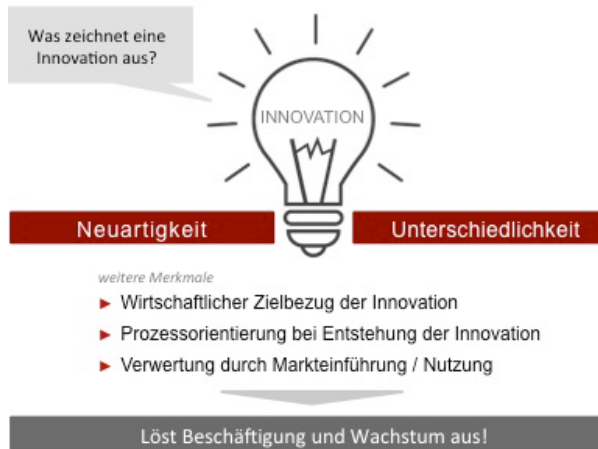 Was zeichnet eine
Innovation aus?
INNOVATION
Neuartigkeit
Unterschiedlichkeit
weitere Merkmale
► Wirtschaftlicher Zielbezug der Innovation
► Prozessorientierung bei Entstehung der Innovation
► Verwertung durch Markteinführung / Nutzung
Löst Beschäftigung und Wachstum aus!